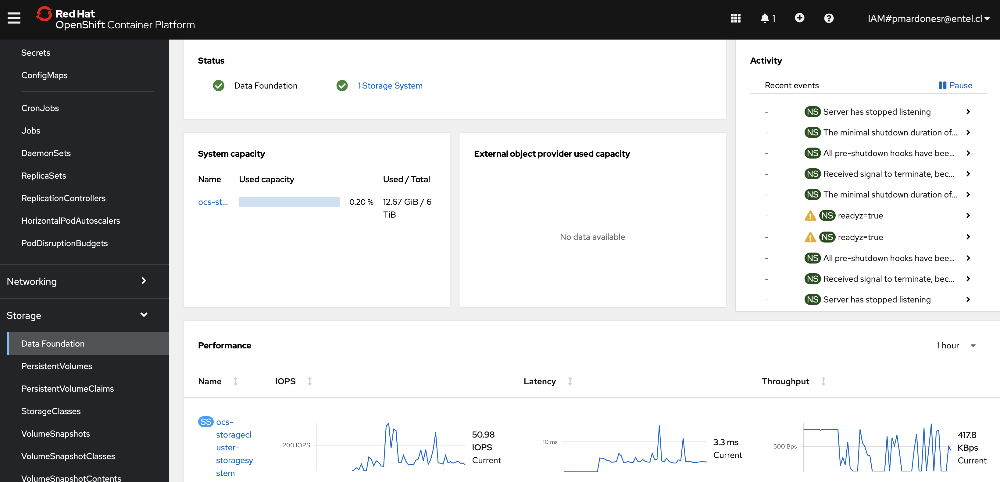 Red Hat
OpenShift Container Platform
1
IAM#pmardonesr@entel.cl
Secrets
ConfigMaps
CronJobs
Jobs
DaemonSets
ReplicaSets
ReplicationControllers
HorizontalPodAutoscalers
PodDisruptionBudgets
Networking
Storage
Data Foundation
PersistentVolumes
PersistentVolumeClaims
StorageClasses
VolumeSnapshots
VolumeSnapshotClasses
VolumeSnapshotContents
Status
Data Foundation
1 Storage System
System capacity
Name Used capacity Used / Total
ocs-st... 0.20 % 12.67 GiB / 6
TiB
External object provider used capacity
No data available
Activity
Recent events Pause
- NS Server has stopped listening
- NS The minimal shutdown duration of...
- NS All pre-shutdown hooks have bee...
- NS Received signal to terminate, bec...
- NS The minimal shutdown duration of...
- NS readyz=true
- NS readyz=true
- NS All pre-shutdown hooks have bee...
- NS Received signal to terminate, bec...
- NS Server has stopped listening
Performance
1 hour
Name IOPS Latency Throughput
SS ocs-
storagecl
uster-
storagesy
stem
200 IOPS
50.98
IOPS
Current
10 ms
3.3 ms
Current
500 Bps
417.8
KBps
Current